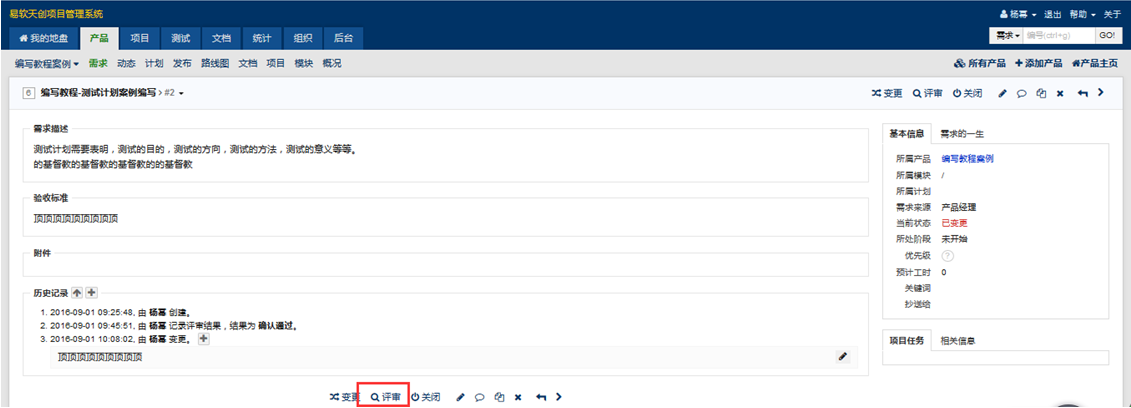 易软天创项目管理系统
杨幂 退出 帮助 关于
我的地盘 产品 项目 测试 文档 统计 组织 后台
需求 编号(ctrl+g) GO!
编写教程案例 需求 动态 计划 发布 路线图 文档 项目 模块 概况
所有产品 添加产品 产品主页
6 编写教程-测试计划案例编写 > #2
变更 评审 关闭
需求描述
测试计划需要表明，测试的目的，测试的方向，测试的方法，测试的意义等等。
的基督教的基督教的基督教的的基督教
验收标准
顶顶顶顶顶顶顶顶顶
附件
历史记录
1. 2016-09-01 09:25:48, 由 杨幂 创建。
2. 2016-09-01 09:45:51, 由 杨幂 记录评审结果，结果为 确认通过。
3. 2016-09-01 10:08:02, 由 杨幂 变更。
顶顶顶顶顶顶顶顶顶
变更 评审 关闭
基本信息 需求的一生
所属产品 编写教程案例
所属模块 /
所属计划
需求来源 产品经理
当前状态 已变更
所处阶段 未开始
优先级 ?
预计工时 0
关键词
抄送给
项目任务 相关信息